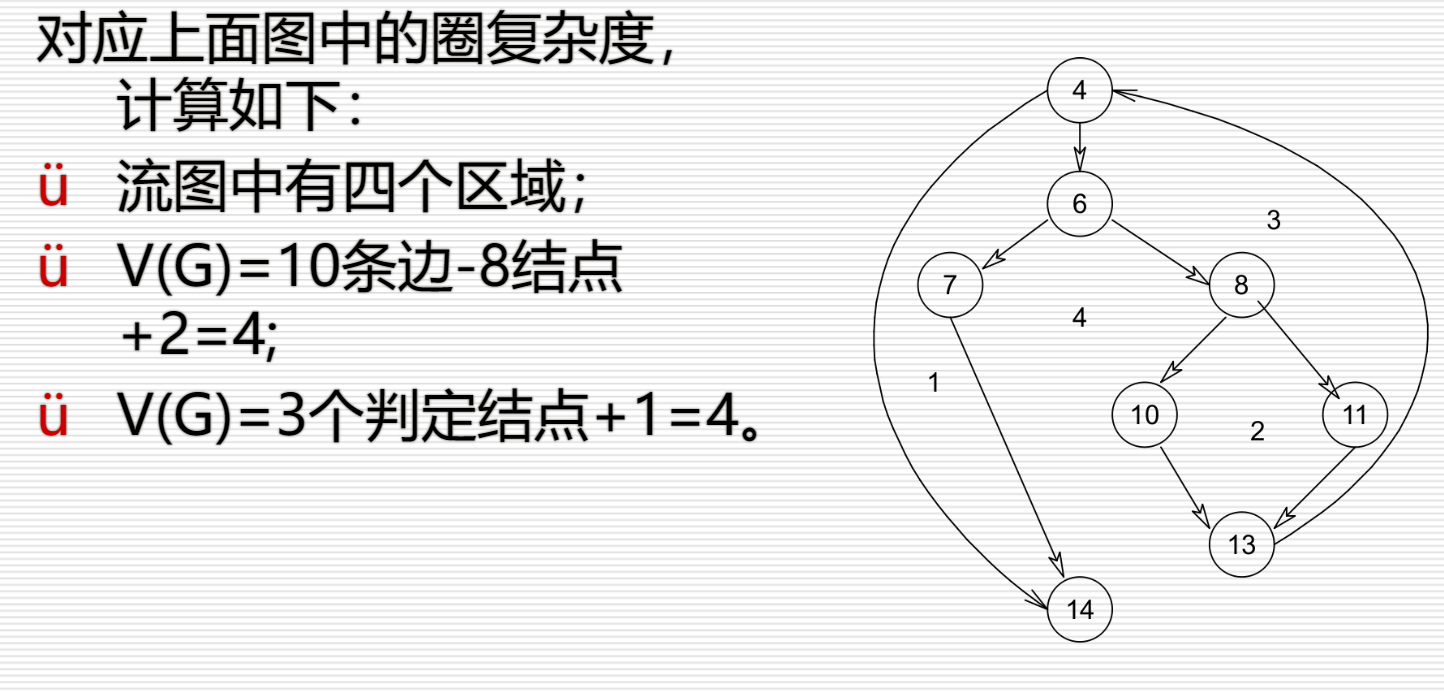 对应上面图中的圈复杂度，
计算如下：
ü 流图中有四个区域；
ü V(G)=10条边-8结点
+2=4;
ü V(G)=3个判定结点+1=4。
4
6
3
7
8
4
1
10
2
11
13
14